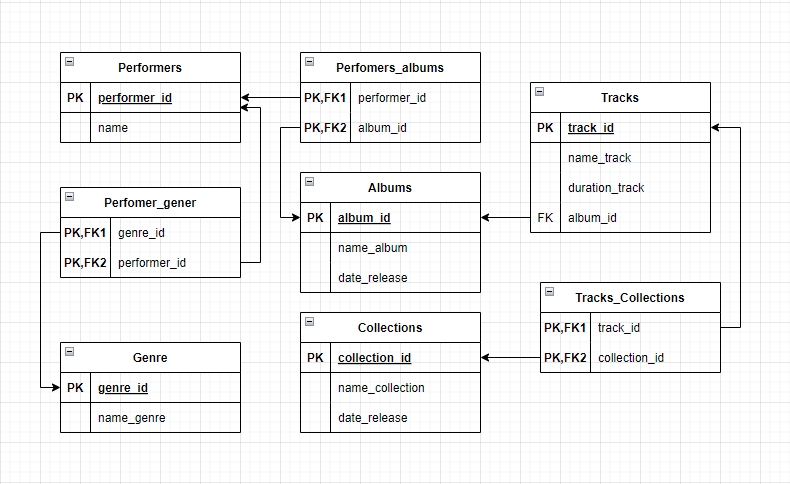 Performers
PK performer_id
name
Perfomers_albums
PK,FK1 performer_id
PK,FK2 album_id
Tracks
PK track_id
name_track
duration_track
FK album_id
Perfomer_gener
PK,FK1 genre_id
PK,FK2 performer_id
Albums
PK album_id
name_album
date_release
Tracks_Collections
PK,FK1 track_id
PK,FK2 collection_id
Genre
PK genre_id
name_genre
Collections
PK collection_id
name_collection
date_release